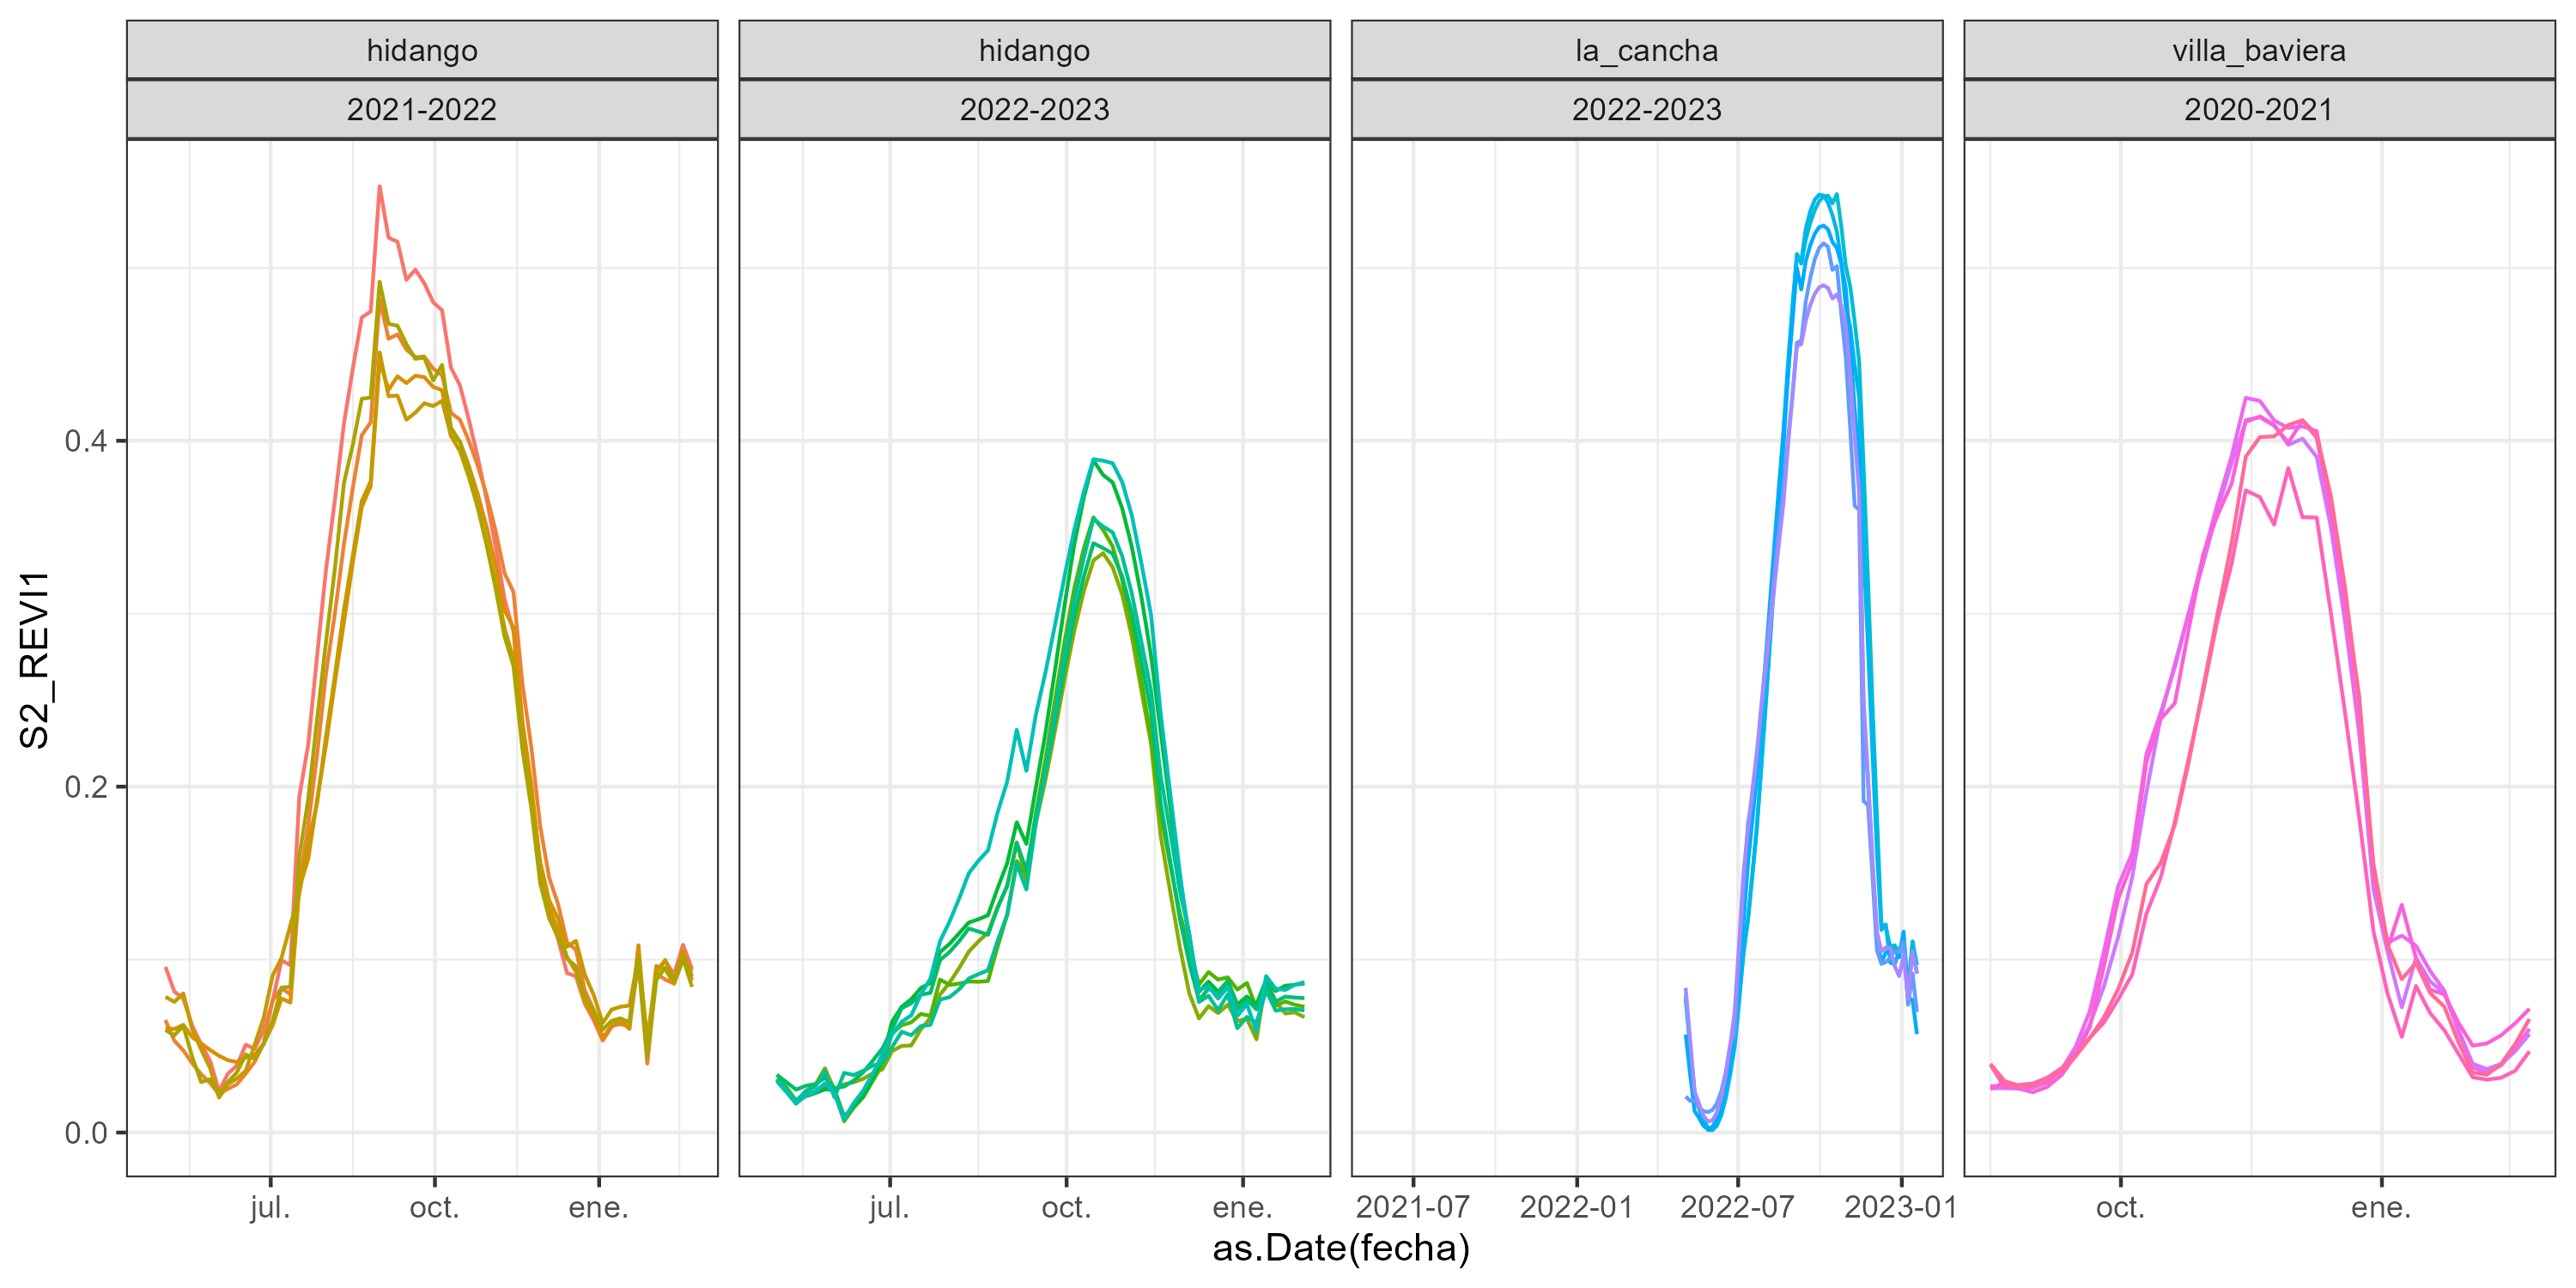 hidango
hidango
la_cancha
villa_baviera
2021-2022
2022-2023
2022-2023
2020-2021
S2_REVI1
0.4
0.2
0.0
jul.
oct.
ene.
jul.
oct.
ene.
2021-07
2022-01
2022-07
2023-01
oct.
ene.
as.Date(fecha)